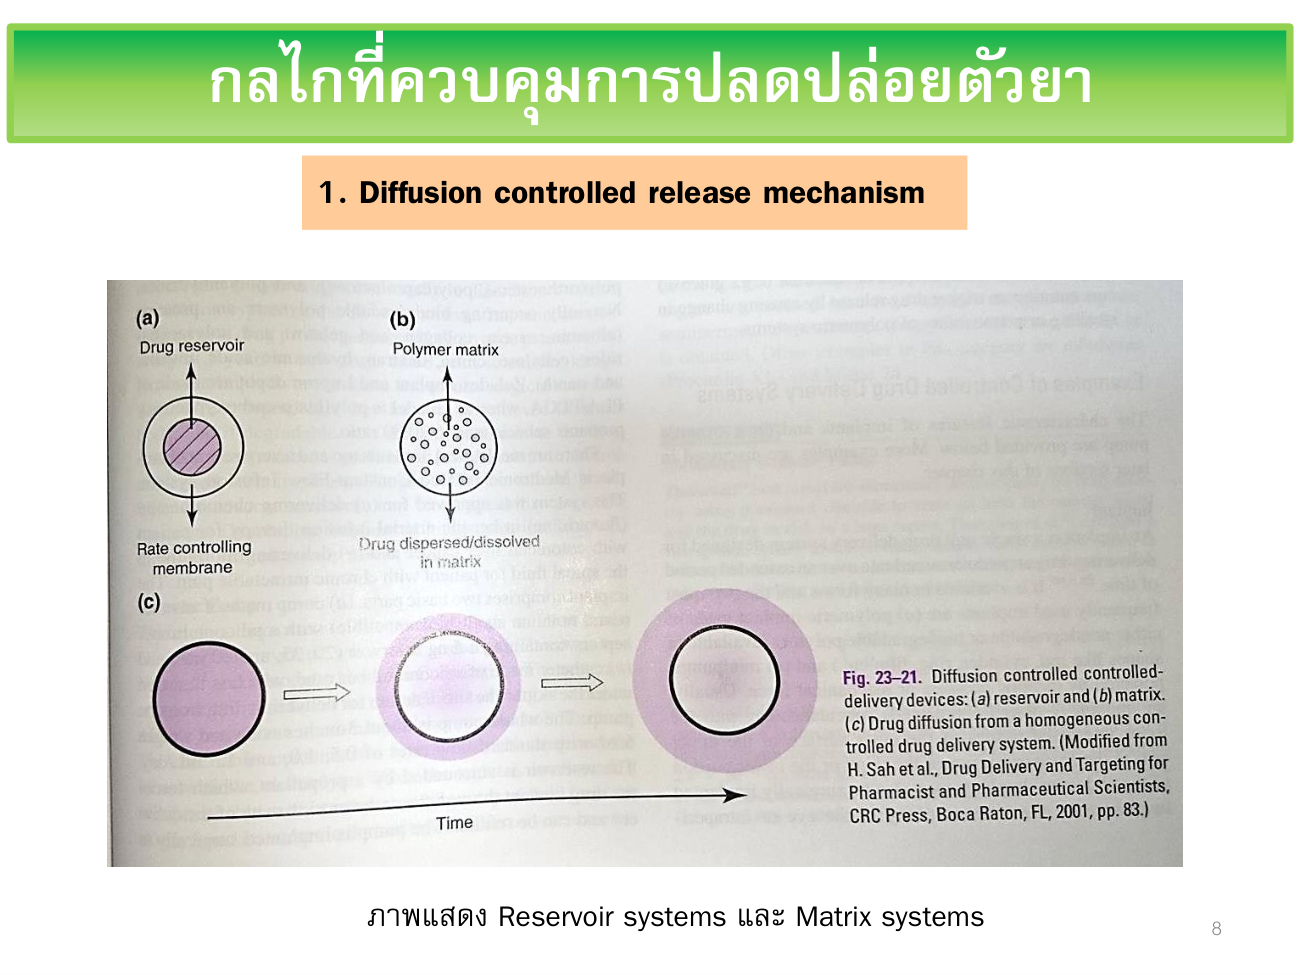 กลไกที่ควบคุมการปลดปล่อยตัวยา
1. Diffusion controlled release mechanism
(a)
Drug reservoir
Rate controlling
membrane
(b)
Polymer matrix
Drug dispersed/dissolved
in matrix
(c)
Time
Fig. 23–21. Diffusion controlled controlled-
delivery devices: (a) reservoir and (b) matrix.
(c) Drug diffusion from a homogeneous con-
trolled drug delivery system. (Modified from
H. Sah et al., Drug Delivery and Targeting for
Pharmacist and Pharmaceutical Scientists,
CRC Press, Boca Raton, FL, 2001, pp. 83.)
ภาพแสดง Reservoir systems และ Matrix systems
8